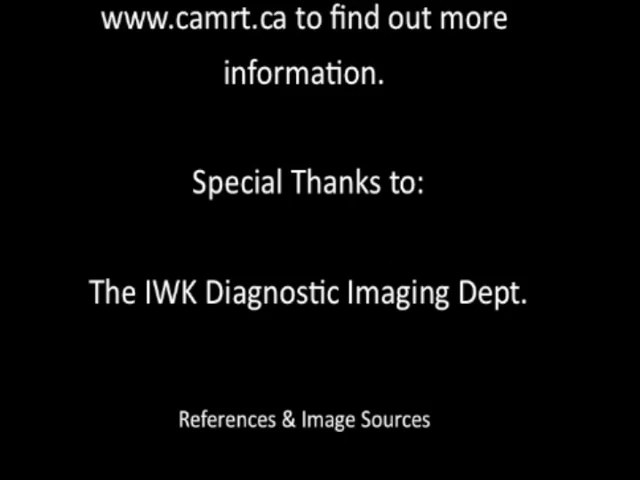 www.camrt.ca to find out more
information.
Special Thanks to:
The IWK Diagnostic Imaging Dept.
References & Image Sources